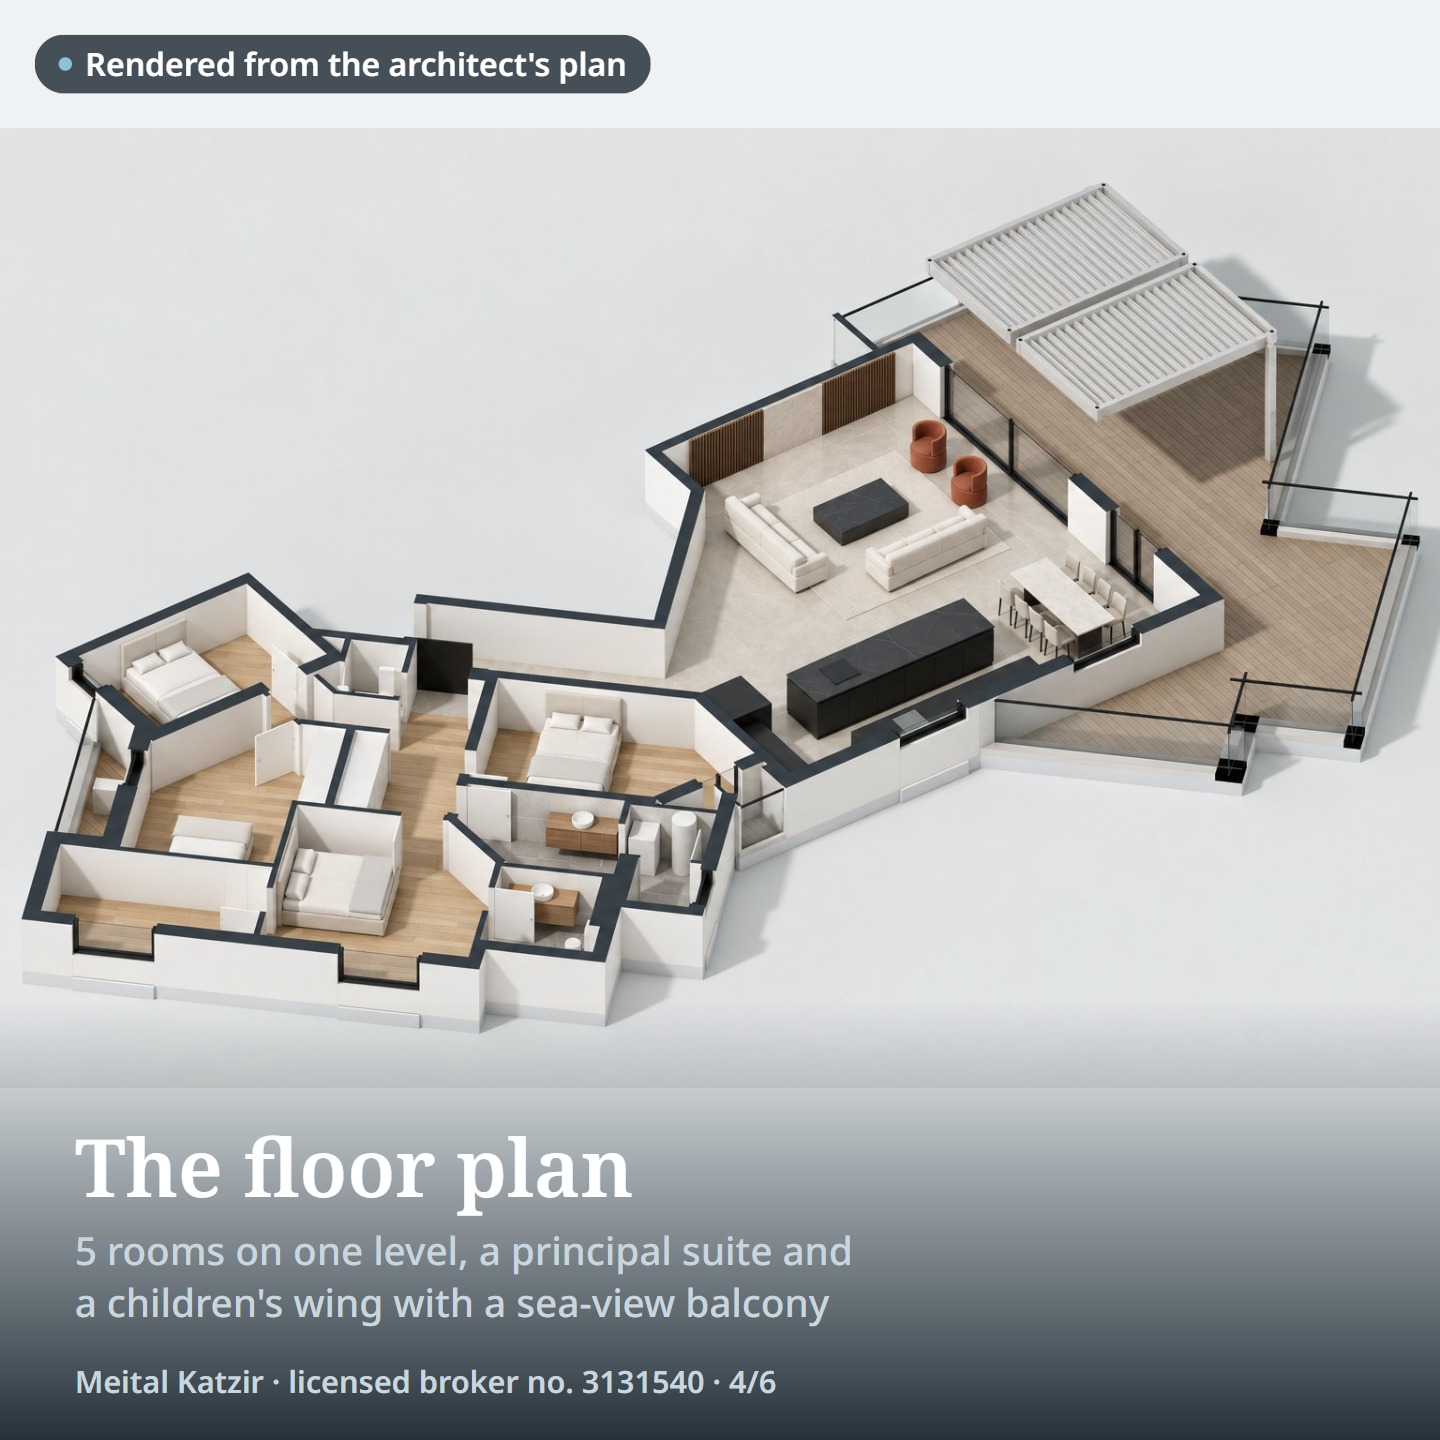 Rendered from the architect's plan
The floor plan
5 rooms on one level, a principal suite and
a children's wing with a sea-view balcony
Meital Katzir · licensed broker no. 3131540 · 4/6